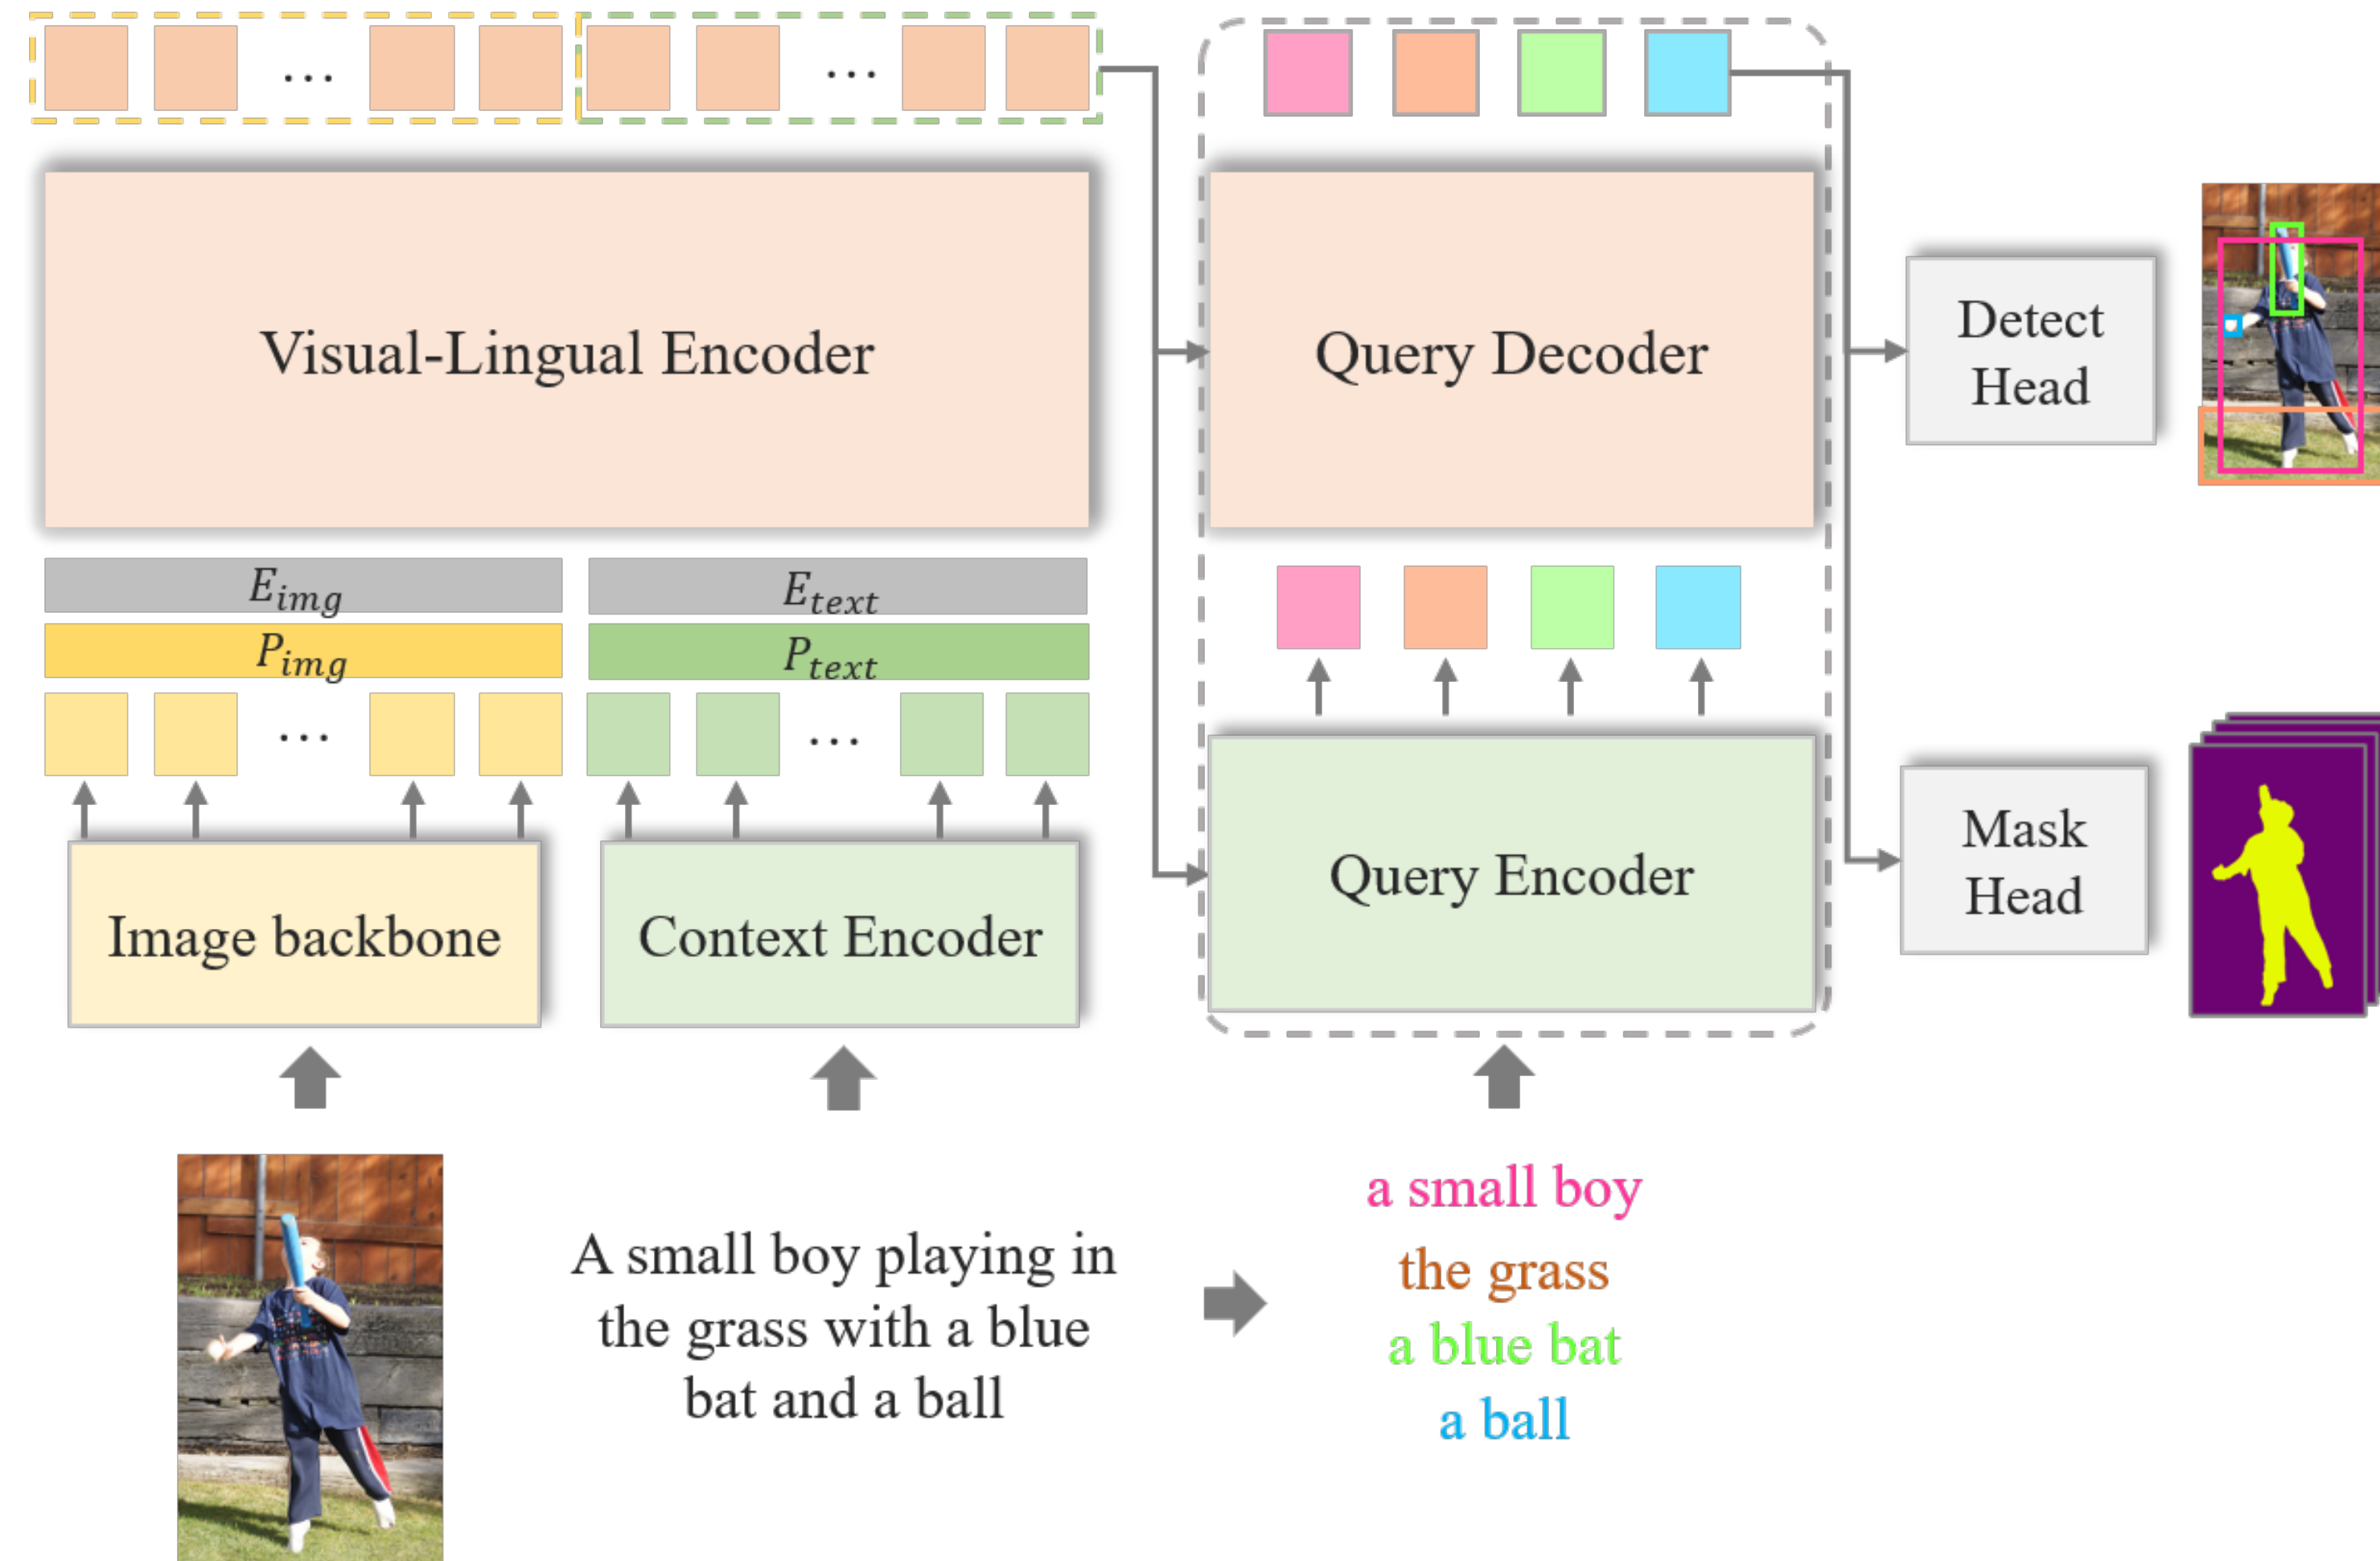 Visual-Lingual Encoder
E_img
E_text
P_img
P_text
...
...
...
...
Image backbone
Context Encoder
A small boy playing in
the grass with a blue
bat and a ball
Query Decoder
Query Encoder
a small boy
the grass
a blue bat
a ball
Detect
Head
Mask
Head